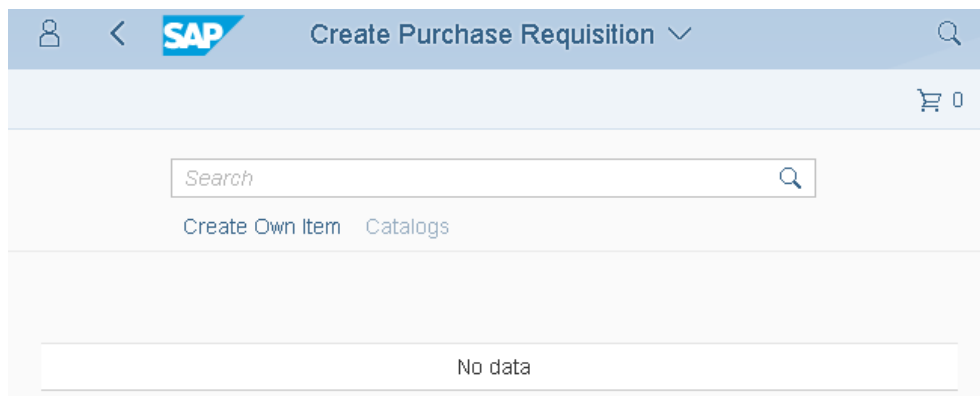 SAP Create Purchase Requisition
0
Search
Create Own Item Catalogs
No data